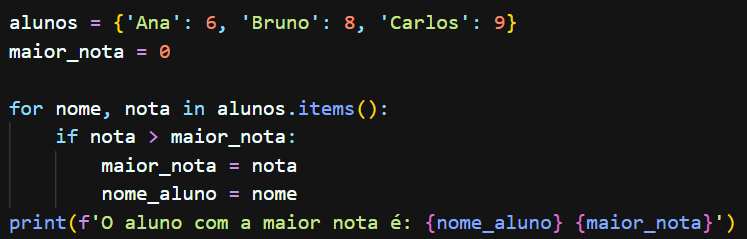 alunos = {'Ana': 6, 'Bruno': 8, 'Carlos': 9}
maior_nota = 0
for nome, nota in alunos.items():
    if nota > maior_nota:
        maior_nota = nota
        nome_aluno = nome
print(f'O aluno com a maior nota é: {nome_aluno} {maior_nota}')